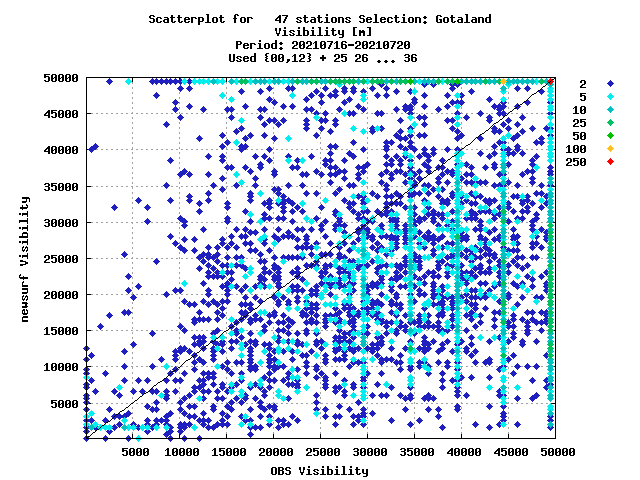 Scatterplot for   47 stations Selection: Gotaland
Visibility [m]
Period: 20210716-20210720
Used {00,12} + 25 26 ... 36
50000
45000
40000
35000
30000
25000
20000
15000
10000
5000
newsurf Visibility
5000 10000 15000 20000 25000 30000 35000 40000 45000 50000
OBS Visibility
2
5
10
25
50
100
250